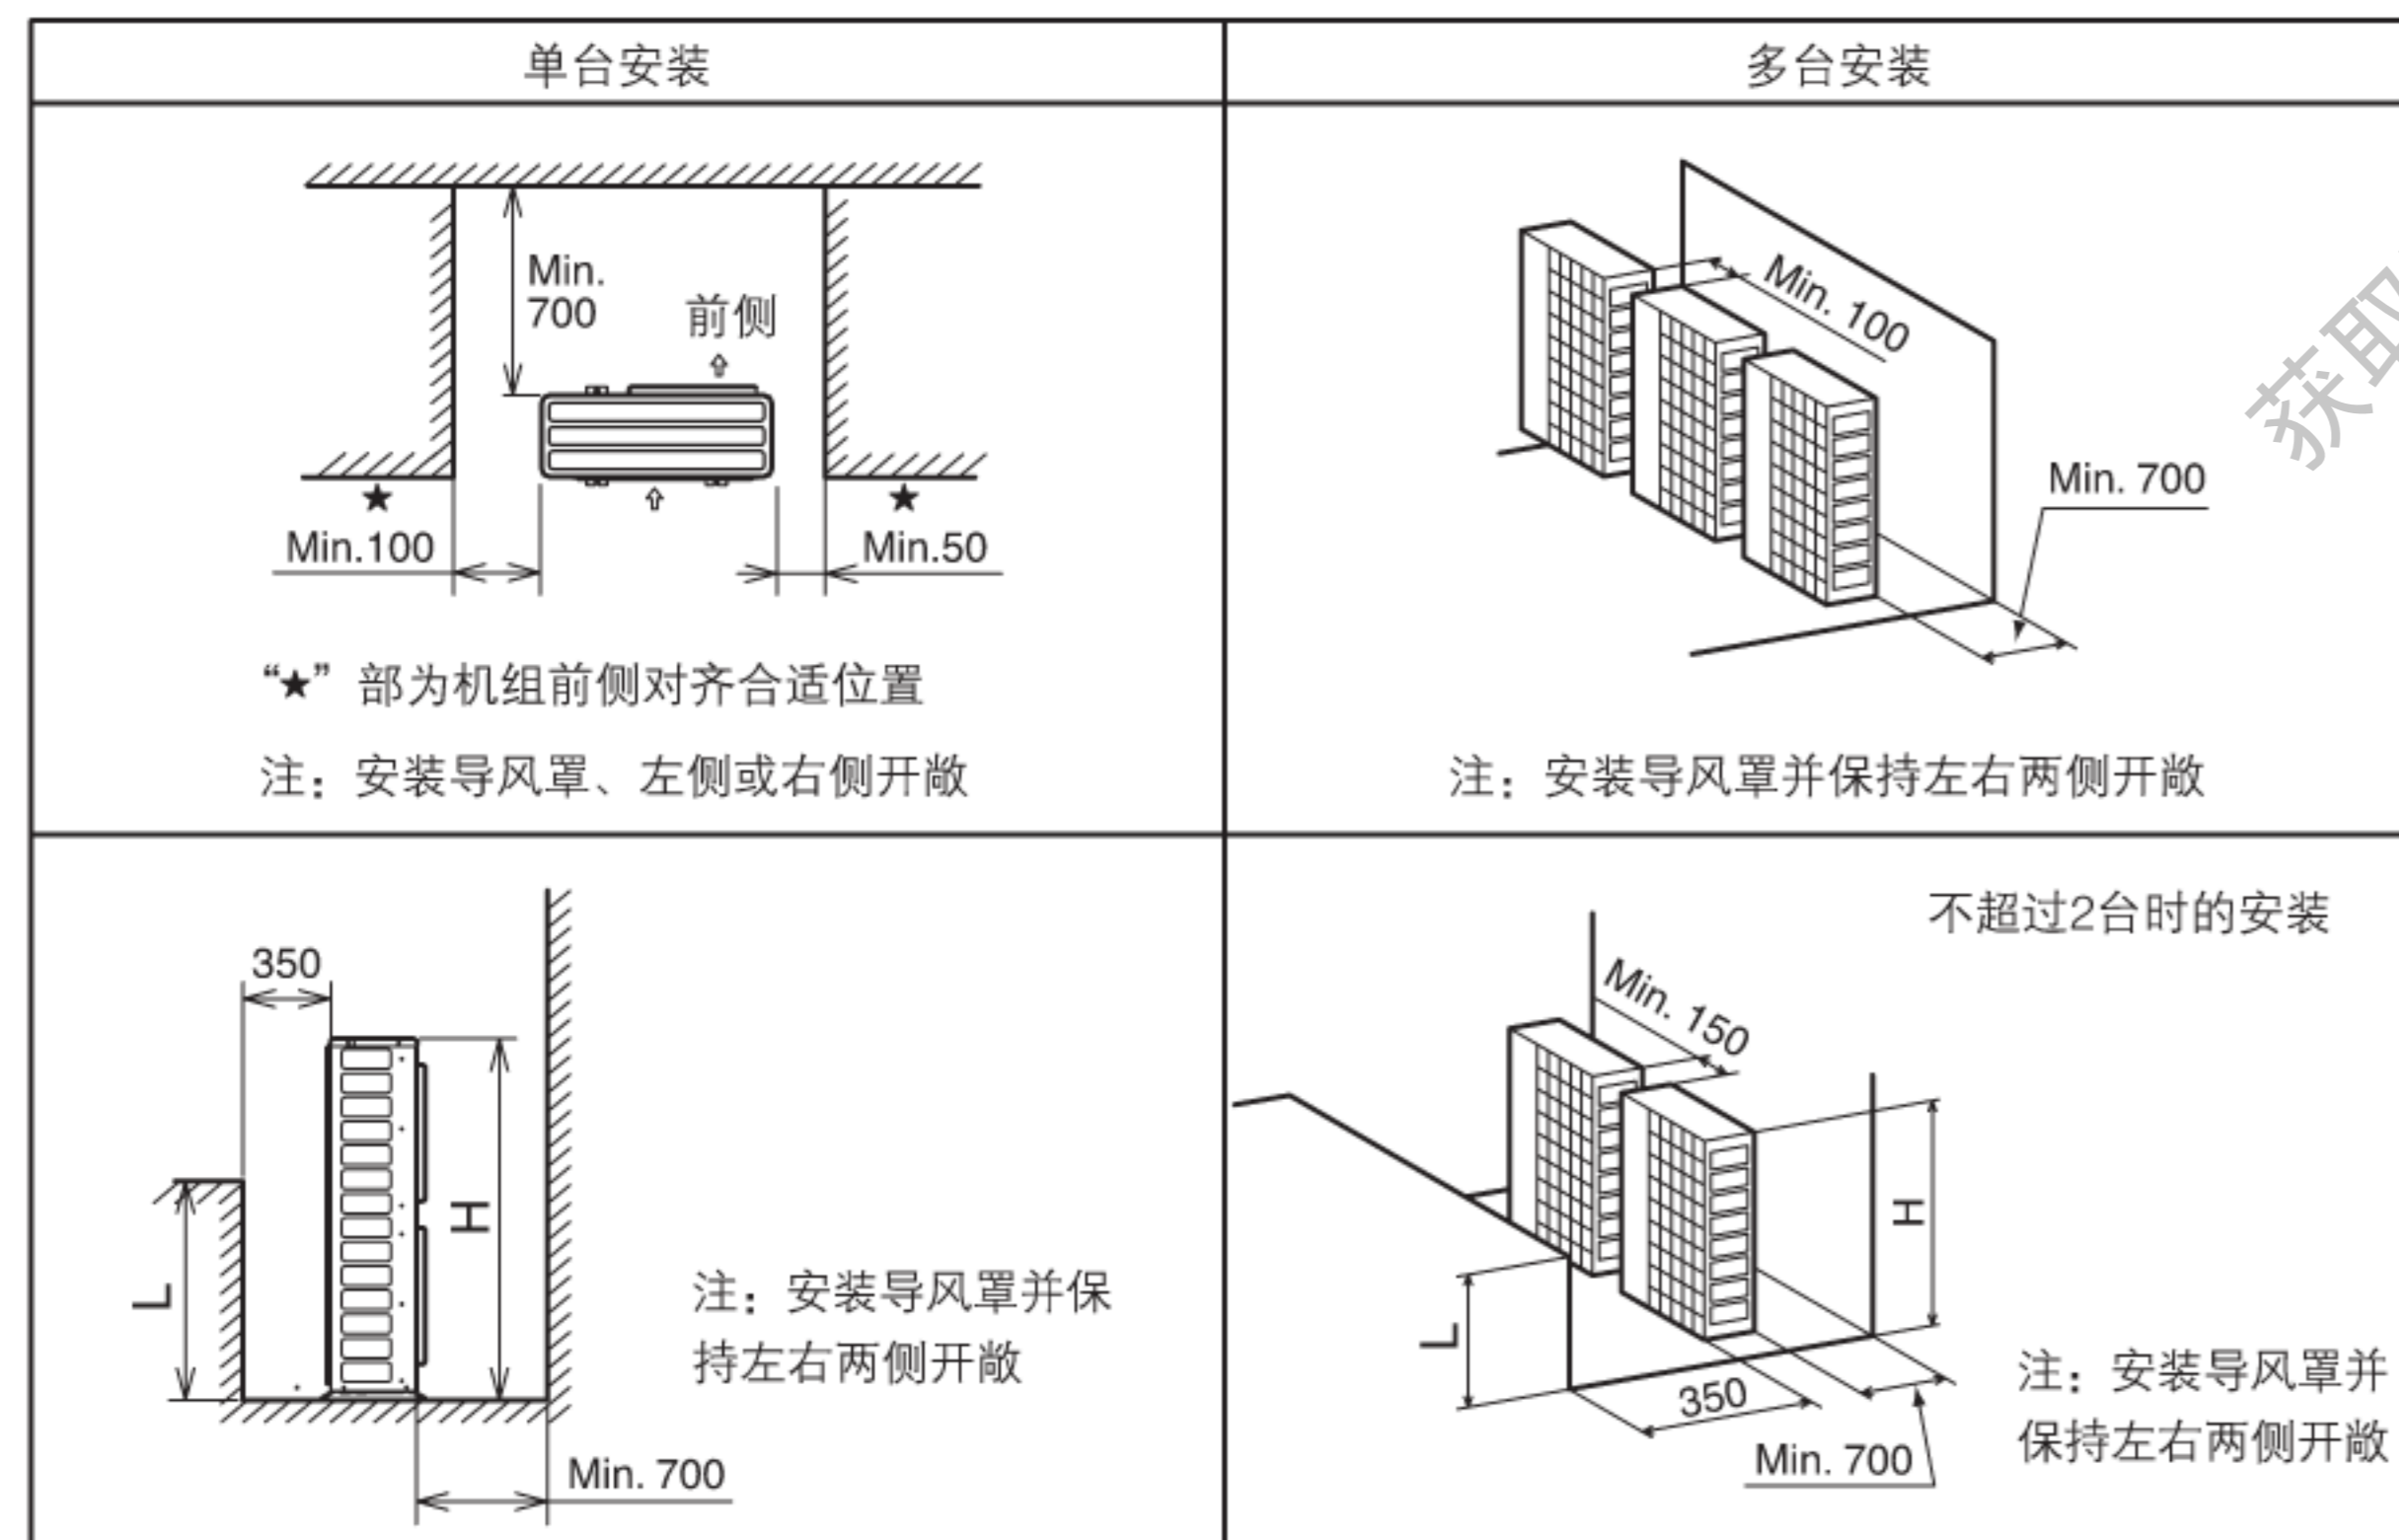 单台安装
多台安装
Min.
700
前侧
★
★
Min.100
Min.50
“★” 部为机组前侧对齐合适位置
注：安装导风罩、左侧或右侧开敞
Min. 100
Min. 700
注：安装导风罩并保持左右两侧开敞
获取
350
L
H
注：安装导风罩并保
持左右两侧开敞
Min. 700
不超过2台时的安装
Min. 150
H
L
350
Min. 700
注：安装导风罩并
保持左右两侧开敞